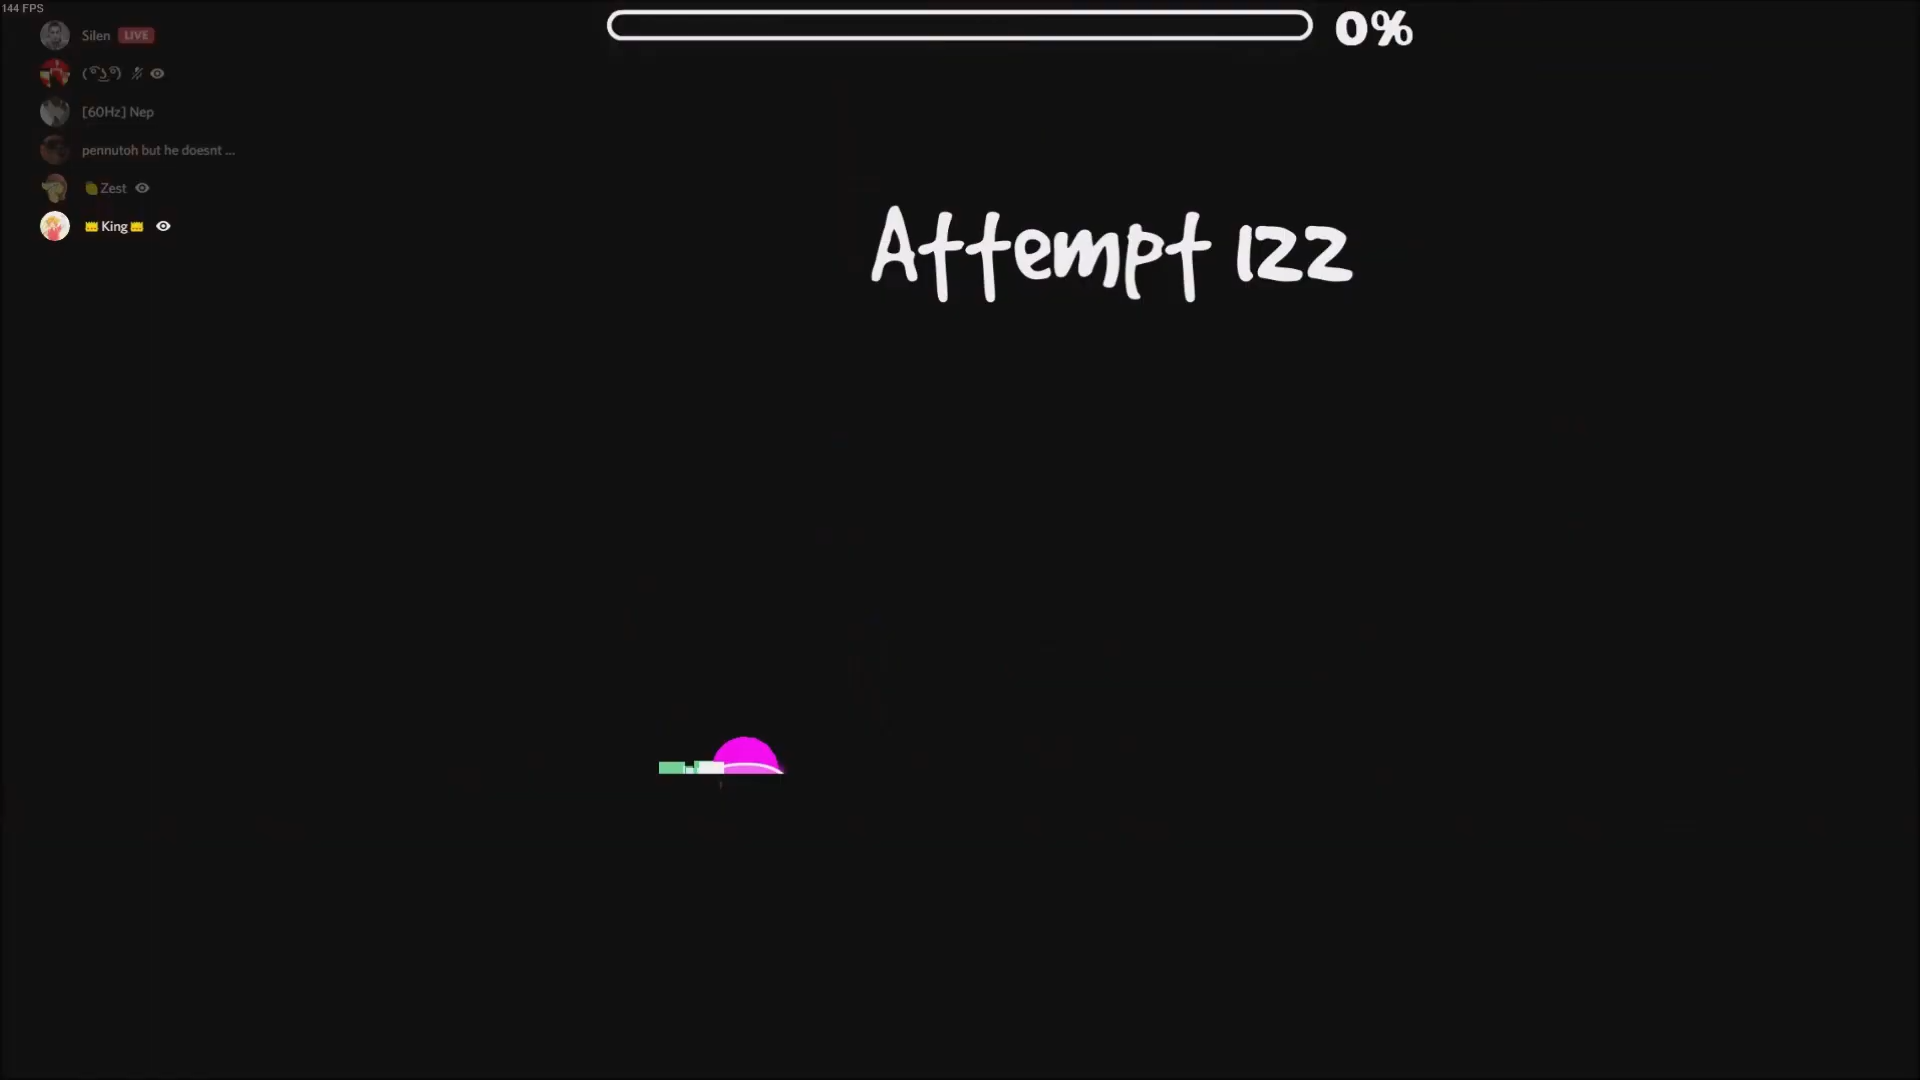 144 FPS
0%
Silen LIVE
( ͡° ͜ʖ ͡°)
[60Hz] Nep
pennutoh but he doesnt ...
🍋Zest
👑King👑
Attempt 122